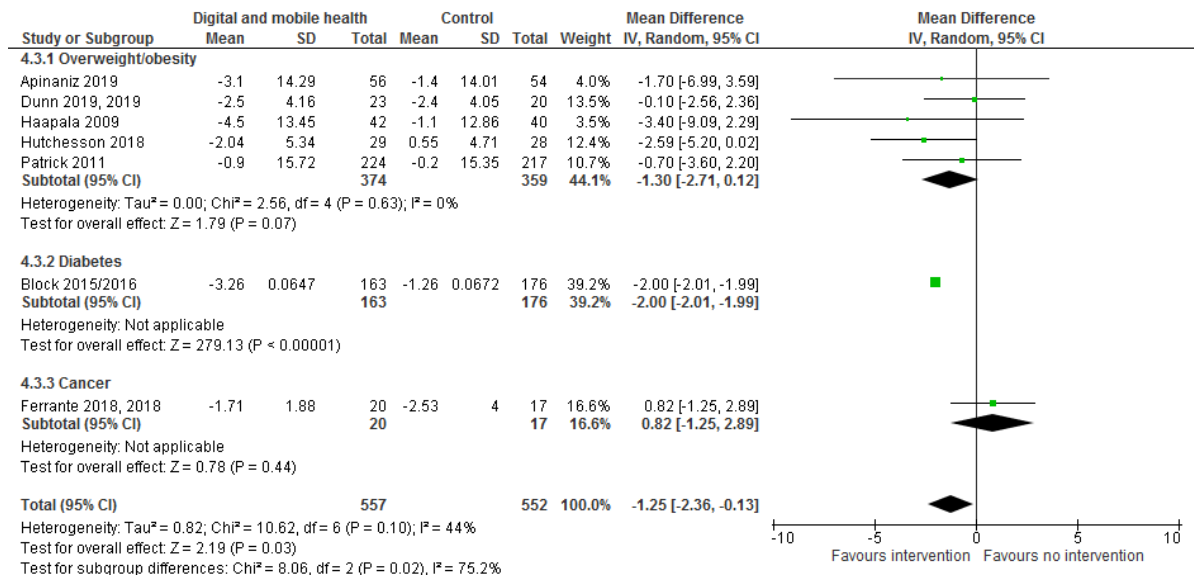 Digital and mobile health Control Mean Difference Mean Difference
Study or Subgroup Mean SD Total Mean SD Total Weight IV, Random, 95% CI IV, Random, 95% CI
4.3.1 Overweight/obesity
Apinaniz 2019 -3.1 14.29 56 -1.4 14.01 54 4.0% -1.70 [-6.99, 3.59]
Dunn 2019, 2019 -2.5 4.16 23 -2.4 4.05 20 13.5% -0.10 [-2.56, 2.36]
Haapala 2009 -4.5 13.45 42 -1.1 12.86 40 3.5% -3.40 [-9.09, 2.29]
Hutchesson 2018 -2.04 5.34 29 0.55 4.71 28 12.4% -2.59 [-5.20, 0.02]
Patrick 2011 -0.9 15.72 224 -0.2 15.35 217 10.7% -0.70 [-3.60, 2.20]
Subtotal (95% CI) 374 359 44.1% -1.30 [-2.71, 0.12]
Heterogeneity: Tau² = 0.00; Chi² = 2.56, df = 4 (P = 0.63); I² = 0%
Test for overall effect: Z = 1.79 (P = 0.07)
4.3.2 Diabetes
Block 2015/2016 -3.26 0.0647 163 -1.26 0.0672 176 39.2% -2.00 [-2.01, -1.99]
Subtotal (95% CI) 163 176 39.2% -2.00 [-2.01, -1.99]
Heterogeneity: Not applicable
Test for overall effect: Z = 279.13 (P < 0.00001)
4.3.3 Cancer
Ferrante 2018, 2018 -1.71 1.88 20 -2.53 4 17 16.6% 0.82 [-1.25, 2.89]
Subtotal (95% CI) 20 17 16.6% 0.82 [-1.25, 2.89]
Heterogeneity: Not applicable
Test for overall effect: Z = 0.78 (P = 0.44)
Total (95% CI) 557 552 100.0% -1.25 [-2.36, -0.13]
Heterogeneity: Tau² = 0.82; Chi² = 10.62, df = 6 (P = 0.10); I² = 44%
Test for overall effect: Z = 2.19 (P = 0.03)
Test for subgroup differences: Chi² = 8.06, df = 2 (P = 0.02), I² = 75.2%
-10 -5 0 5 10
Favours intervention Favours no intervention